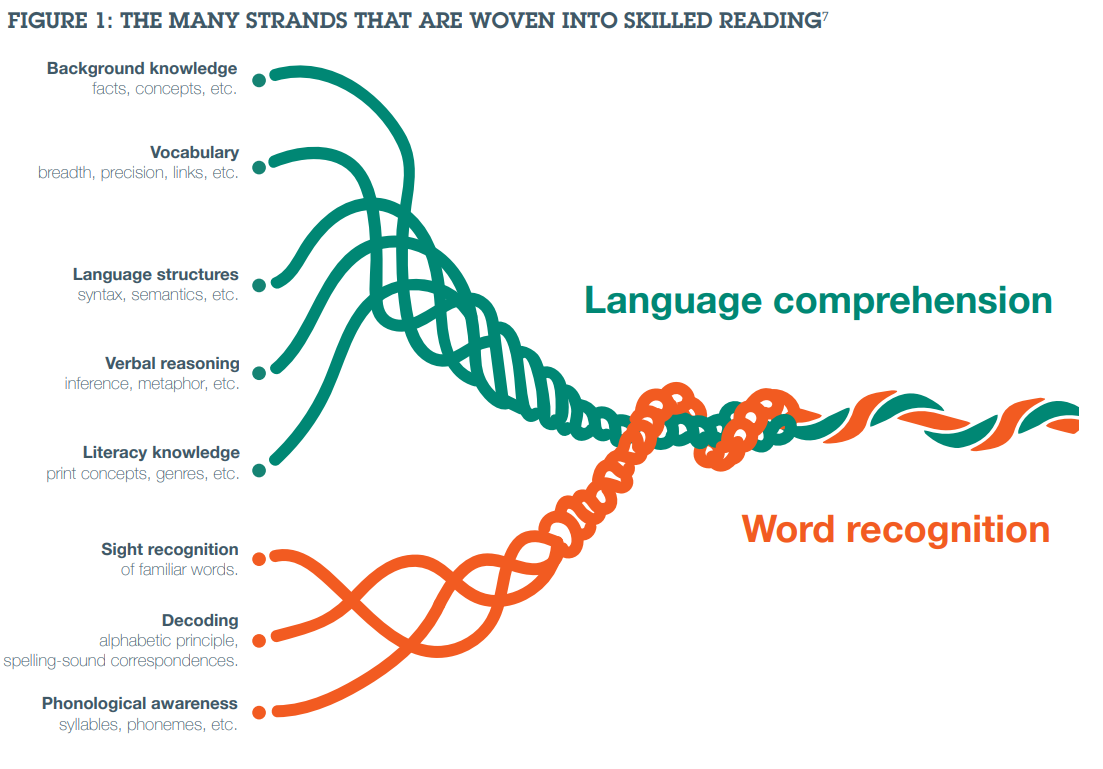 FIGURE 1: THE MANY STRANDS THAT ARE WOVEN INTO SKILLED READING7
Background knowledge
facts, concepts, etc.
Vocabulary
breadth, precision, links, etc.
Language structures
syntax, semantics, etc.
Verbal reasoning
inference, metaphor, etc.
Literacy knowledge
print concepts, genres, etc.
Language comprehension
Sight recognition
of familiar words.
Decoding
alphabetic principle,
spelling-sound correspondences.
Phonological awareness
syllables, phonemes, etc.
Word recognition